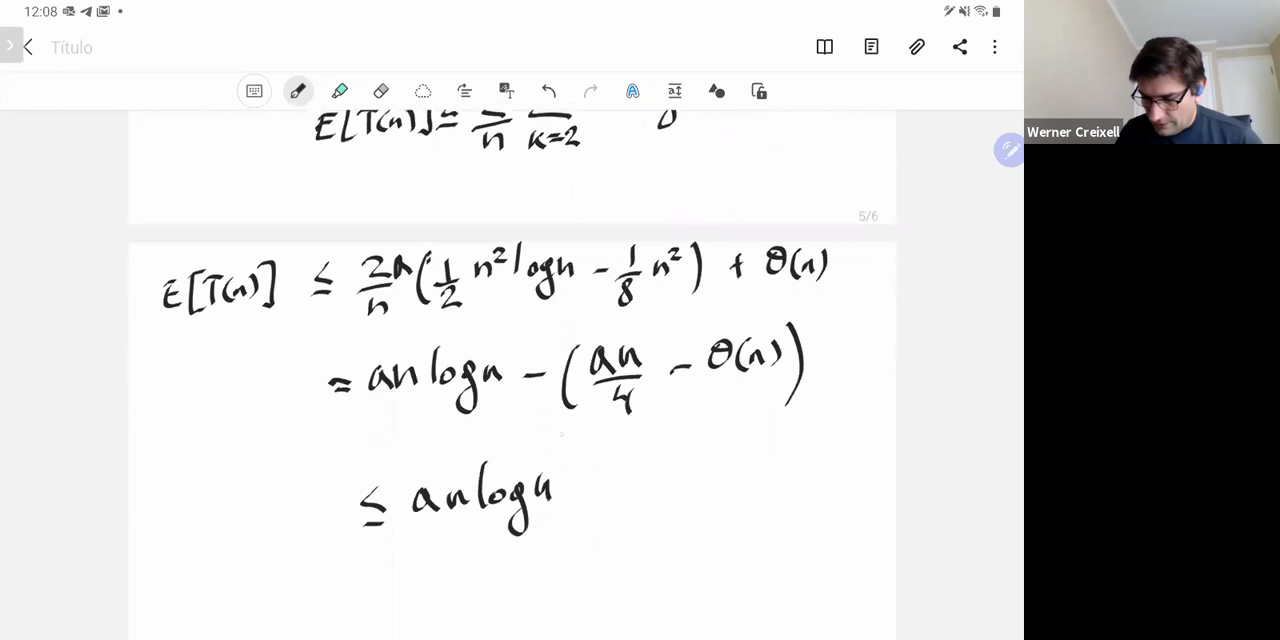 12:08
Título
E[T(n)] = 2/n Σ k=2
5/6
E[T(n)] ≤ 2a/n (1/2 n² log n - 1/8 n²) + Θ(n)
= an log n - (an/4 - Θ(n))
≤ an log n
Werner Creixell